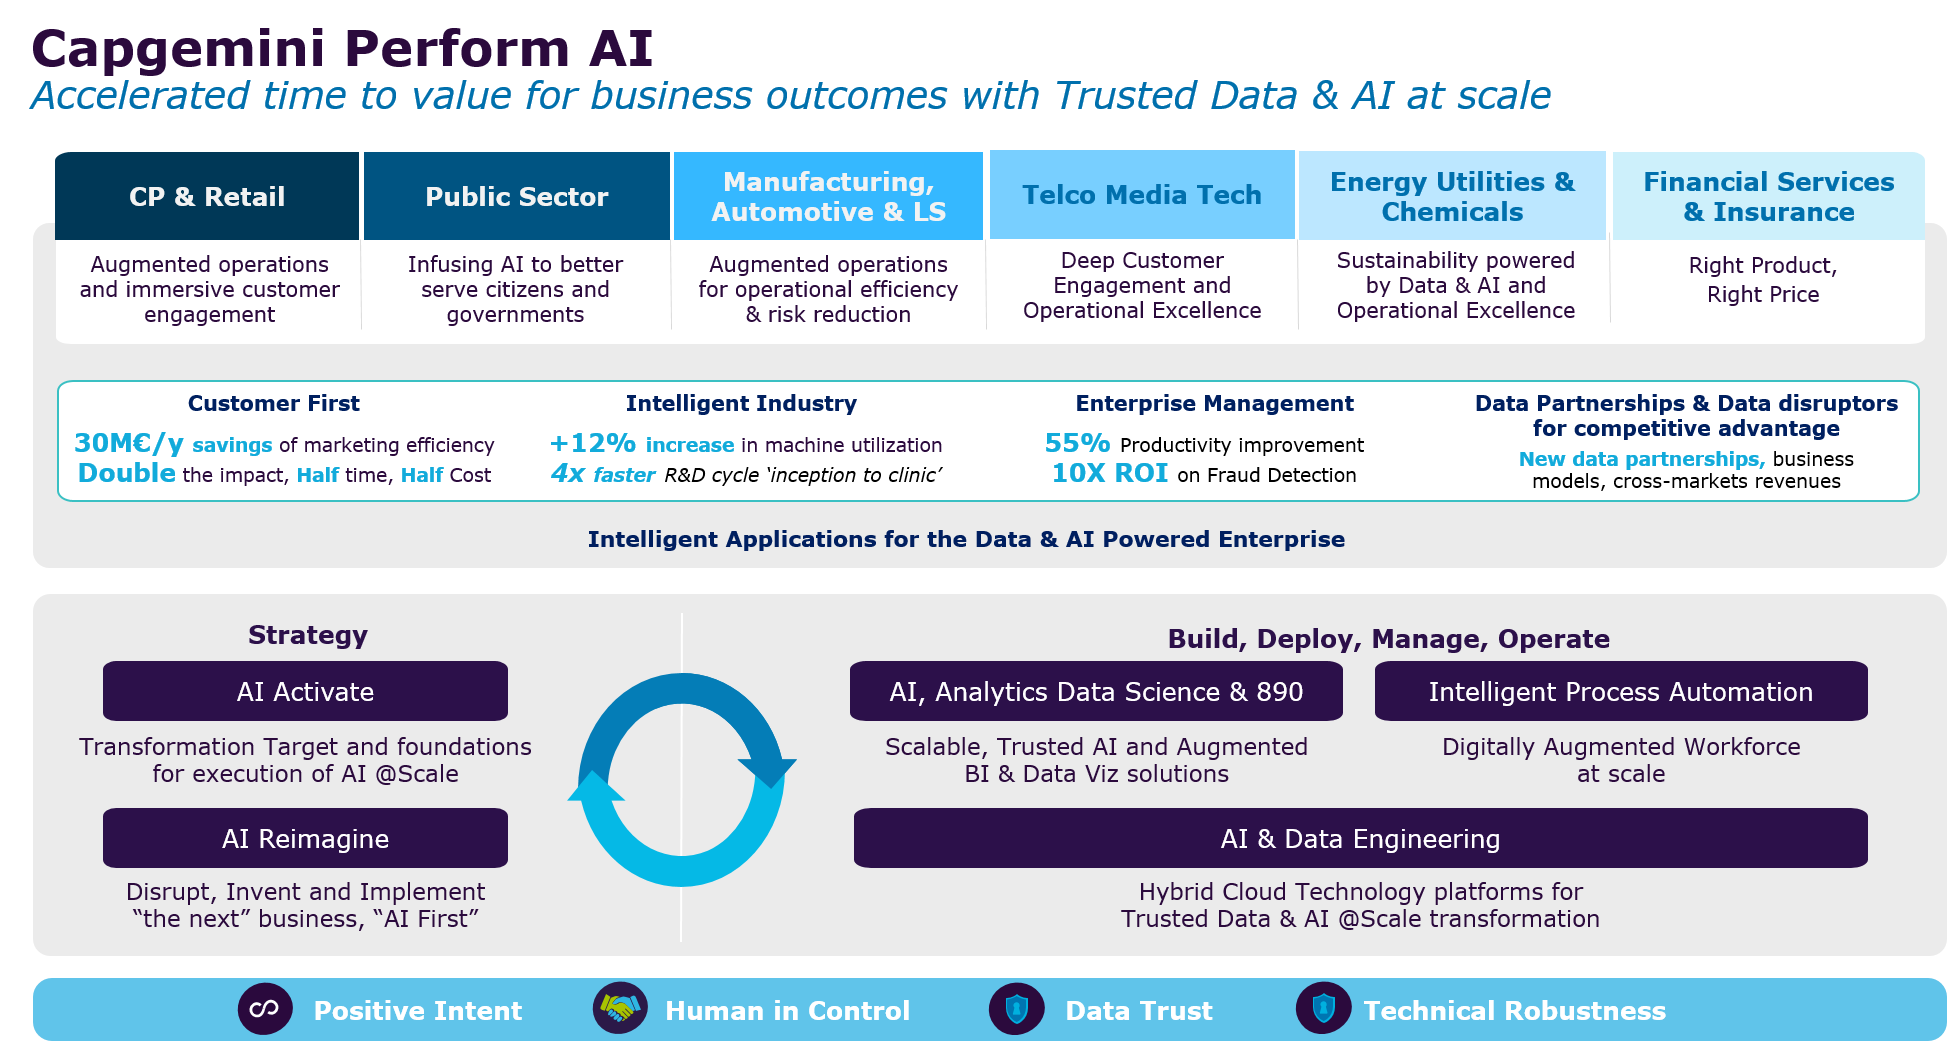 Capgemini Perform AI
Accelerated time to value for business outcomes with Trusted Data & AI at scale
CP & Retail
Augmented operations
and immersive customer
engagement
Public Sector
Infusing AI to better
serve citizens and
governments
Manufacturing,
Automotive & LS
Augmented operations
for operational efficiency
& risk reduction
Telco Media Tech
Deep Customer
Engagement and
Operational Excellence
Energy Utilities &
Chemicals
Sustainability powered
by Data & AI and
Operational Excellence
Financial Services
& Insurance
Right Product,
Right Price
Customer First
30M€/y savings of marketing efficiency
Double the impact, Half time, Half Cost
Intelligent Industry
+12% increase in machine utilization
4x faster R&D cycle ‘inception to clinic’
Enterprise Management
55% Productivity improvement
10X ROI on Fraud Detection
Data Partnerships & Data disruptors
for competitive advantage
New data partnerships, business
models, cross-markets revenues
Intelligent Applications for the Data & AI Powered Enterprise
Strategy
AI Activate
Transformation Target and foundations
for execution of AI @Scale
AI Reimagine
Disrupt, Invent and Implement
“the next” business, “AI First”
Build, Deploy, Manage, Operate
AI, Analytics Data Science & 890
Scalable, Trusted AI and Augmented
BI & Data Viz solutions
Intelligent Process Automation
Digitally Augmented Workforce
at scale
AI & Data Engineering
Hybrid Cloud Technology platforms for
Trusted Data & AI @Scale transformation
Positive Intent
Human in Control
Data Trust
Technical Robustness